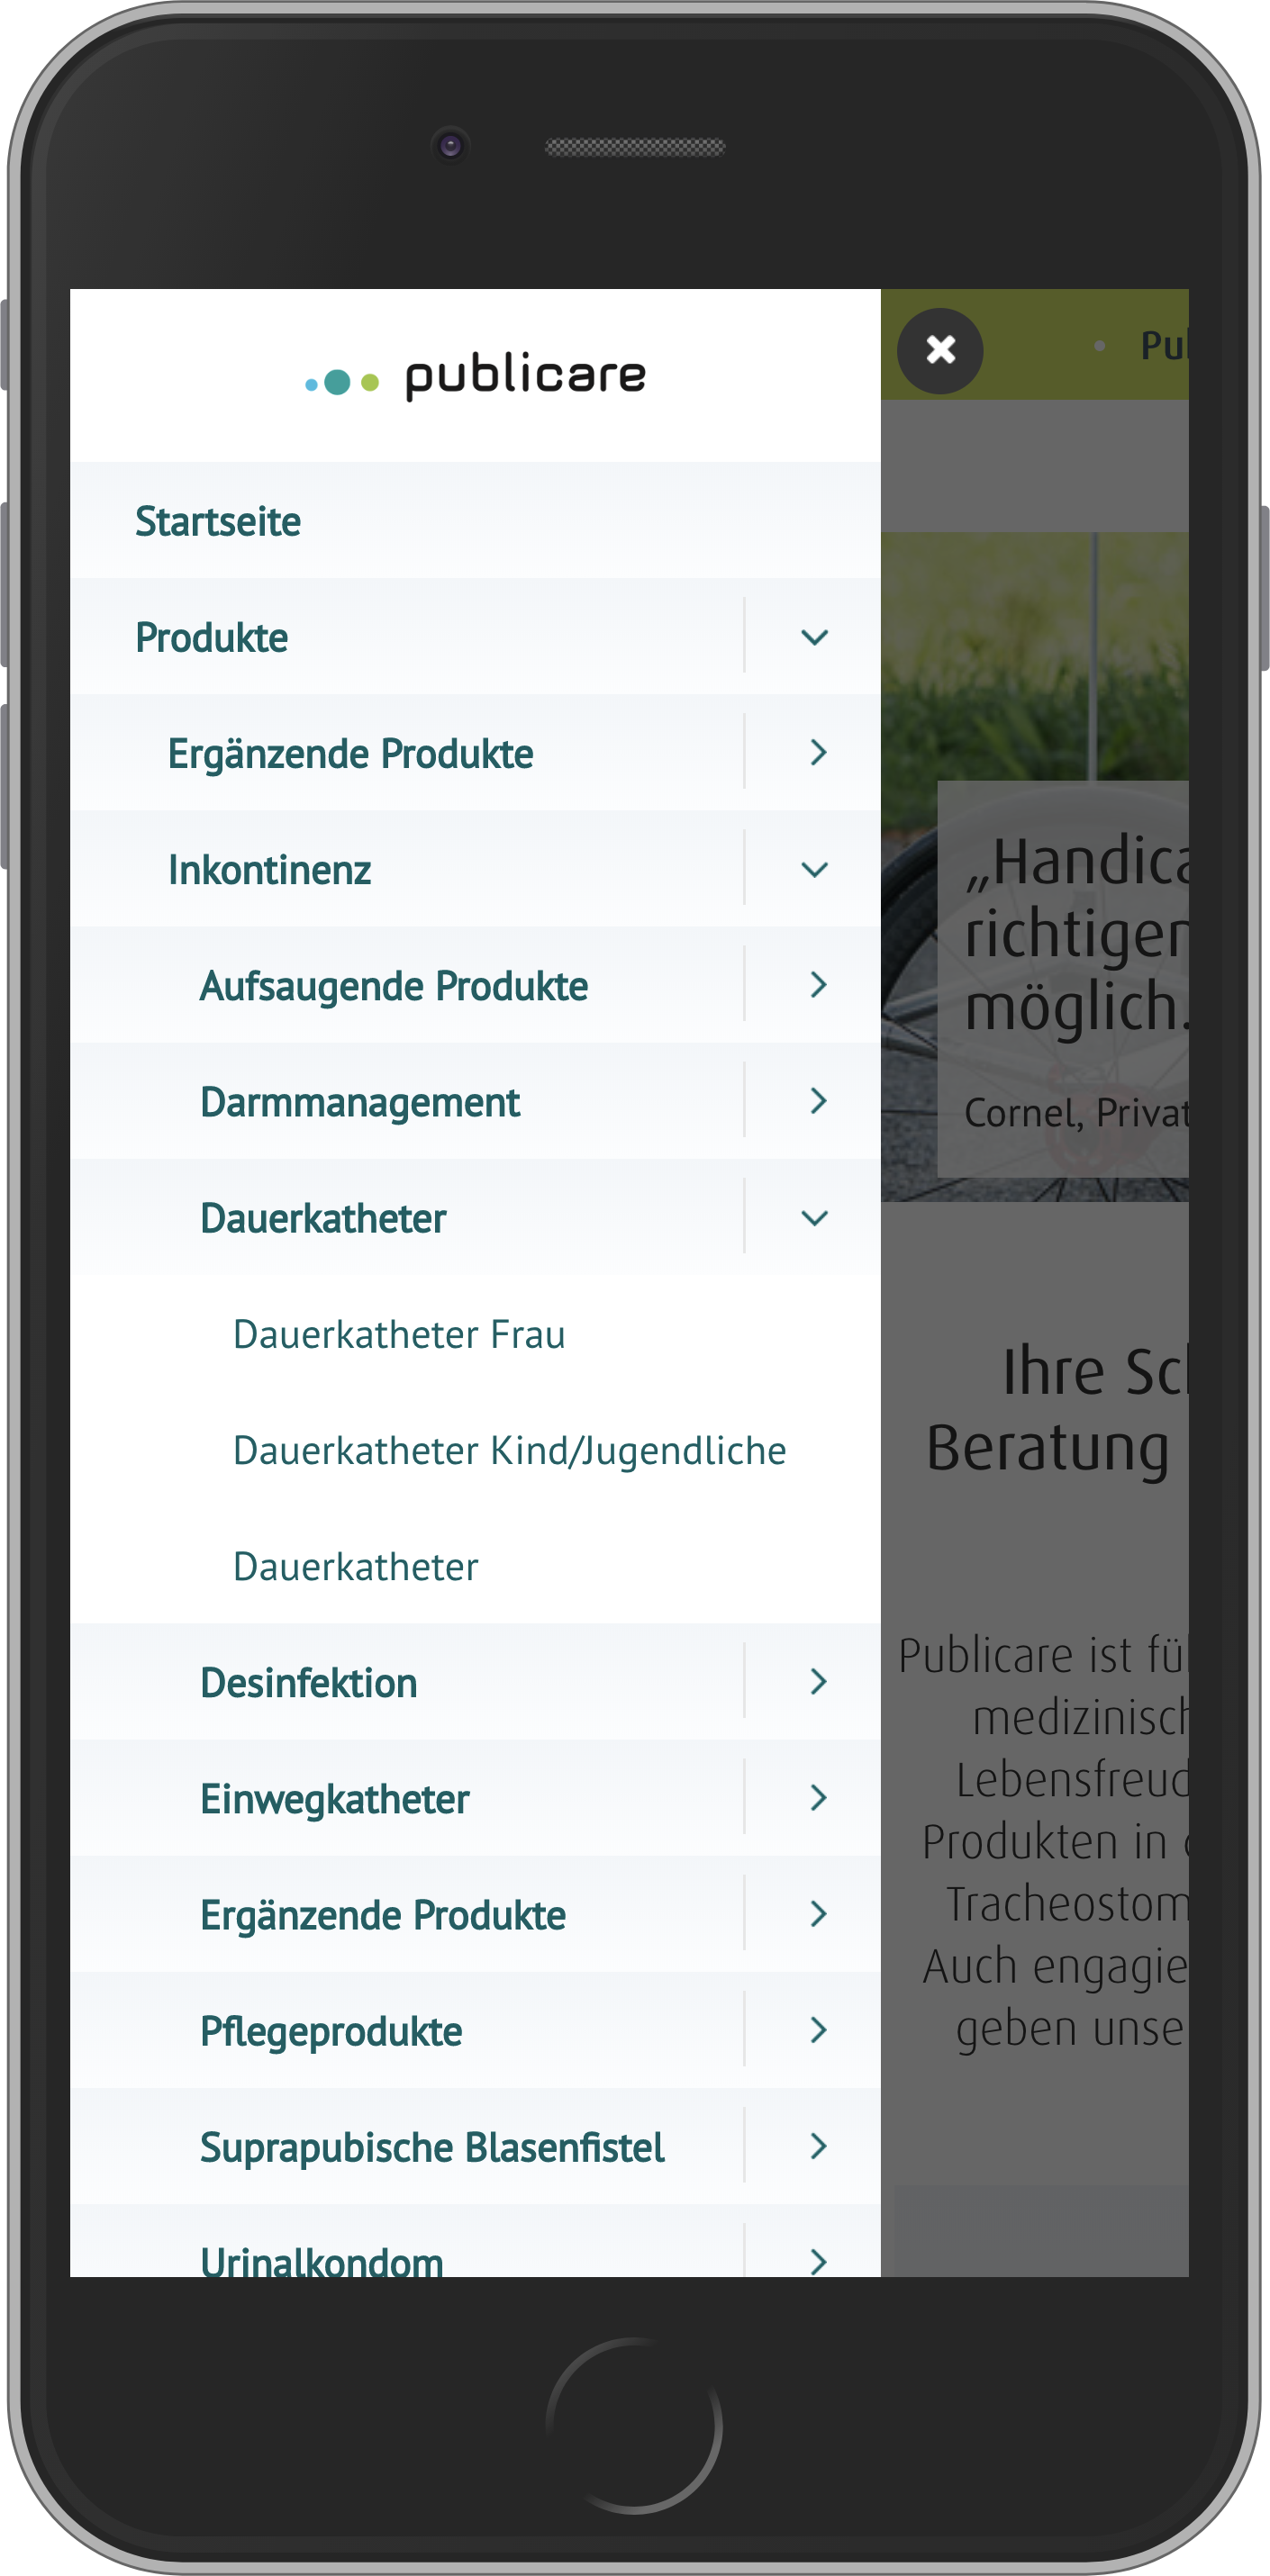 publicare
Startseite
Produkte
Ergänzende Produkte
Inkontinenz
Aufsaugende Produkte
Darmmanagement
Dauerkatheter
Dauerkatheter Frau
Dauerkatheter Kind/Jugendliche
Dauerkatheter
Desinfektion
Einwegkatheter
Ergänzende Produkte
Pflegeprodukte
Suprapubische Blasenfistel
Urinalkondom
„Handica
richtigen
möglich.
Cornel, Privat
Ihre Sc
Beratung
Publicare ist fü
medizinisch
Lebensfreud
Produkten in
Tracheostom
Auch engagie
geben unse